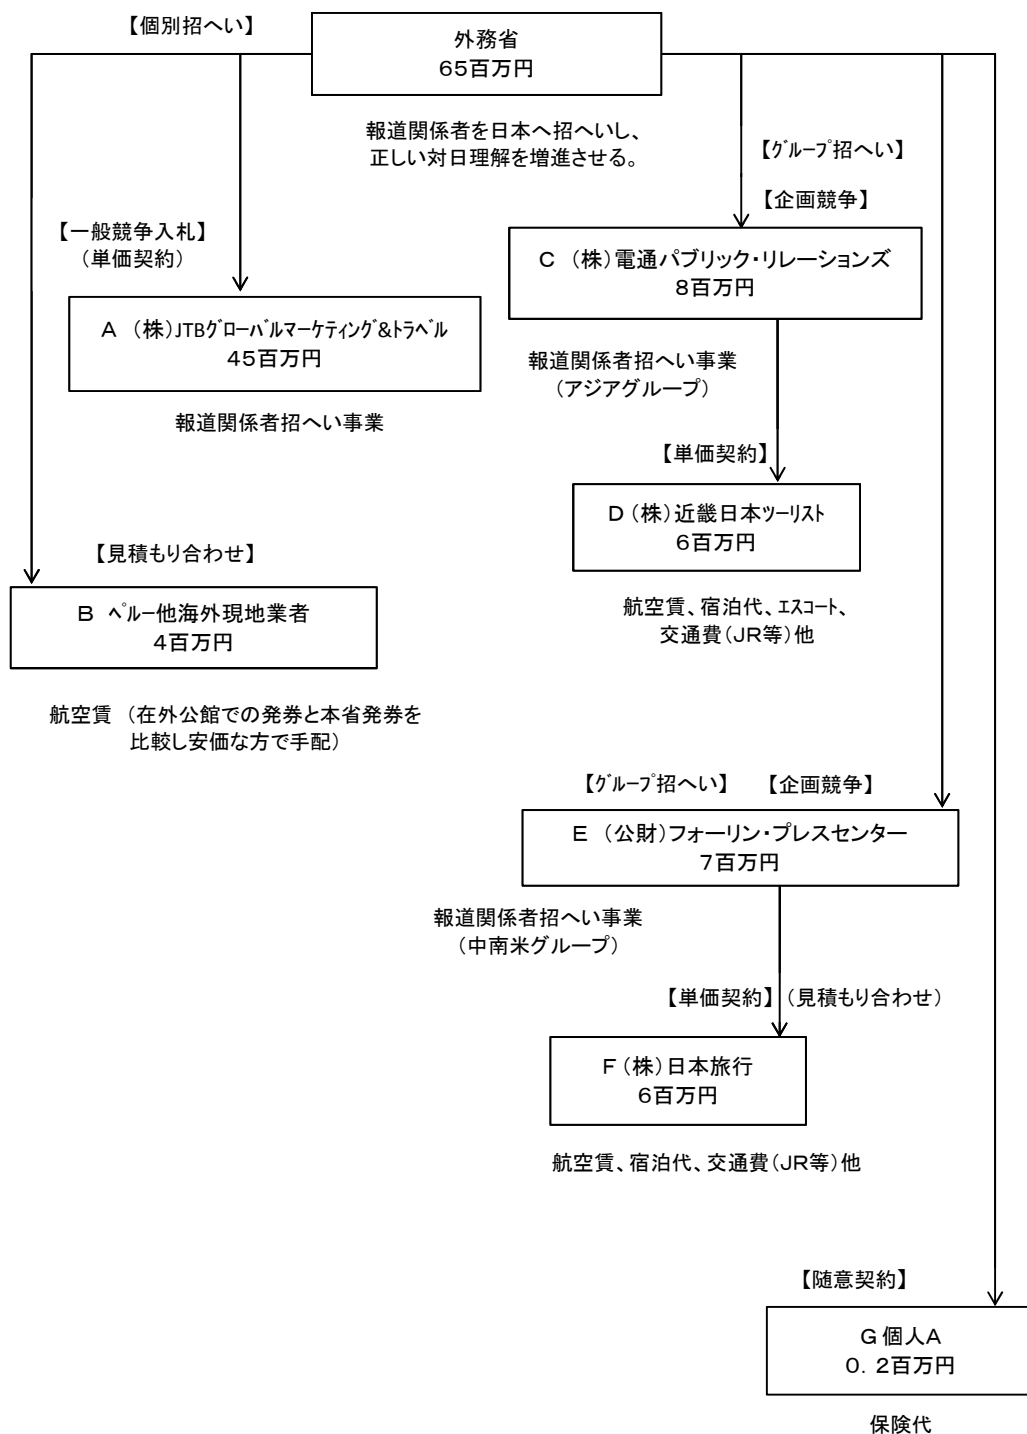 【個別招へい】
外務省
65百万円
報道関係者を日本へ招へいし、
正しい対日理解を増進させる。
【グループ招へい】
【企画競争】
【一般競争入札】
（単価契約）
C （株）電通パブリック・リレーションズ
8百万円
A （株）JTBグローバルマーケティング&トラベル
45百万円
報道関係者招へい事業
（アジアグループ）
報道関係者招へい事業
【単価契約】
D（株）近畿日本ツーリスト
6百万円
【見積もり合わせ】
B ペルー他海外現地業者
4百万円
航空賃、宿泊代、エスコート、
交通費（JR等）他
航空賃 （在外公館での発券と本省発券を
比較し安価な方で手配）
【グループ招へい】 【企画競争】
E （公財）フォーリン・プレスセンター
7百万円
報道関係者招へい事業
（中南米グループ）
【単価契約】（見積もり合わせ）
F（株）日本旅行
6百万円
航空賃、宿泊代、交通費（JR等）他
【随意契約】
G 個人A
0．2百万円
保険代